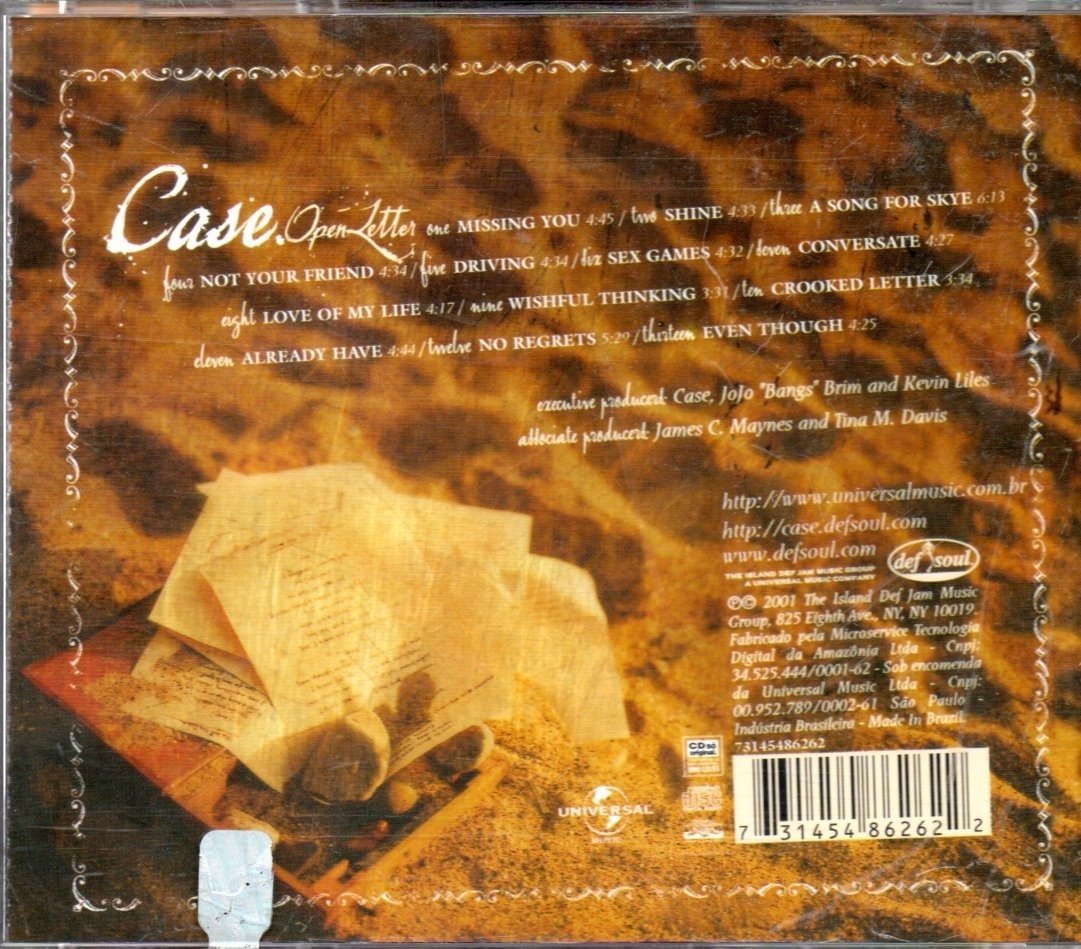 Case. Open Letter one MISSING YOU 4:45 / two SHINE 4:33 / three A SONG FOR SKYE 6:13
four NOT YOUR FRIEND 4:34 / five DRIVING 4:34 / six SEX GAMES 4:32 / seven CONVERSATE 4:27
eight LOVE OF MY LIFE 4:17 / nine WISHFUL THINKING 3:31 / ten CROOKED LETTER 3:34
eleven ALREADY HAVE 4:44 / twelve NO REGRETS 5:29 / thirteen EVEN THOUGH 4:25
executive producers: Case, JoJo "Bangs" Brim and Kevin Liles
associate producers: James C. Maynes and Tina M. Davis
http://www.universalmusic.com.br
http://case.defsoul.com
www.defsoul.com
def soul
THE ISLAND DEF JAM MUSIC GROUP
A UNIVERSAL MUSIC COMPANY
℗© 2001 The Island Def Jam Music
Group, 825 Eighth Ave., NY, NY 10019.
Fabricado pela Microservice Tecnologia
Digital da Amazônia Ltda - Cnpj:
34.525.444/0001-62 - Sob encomenda
da Universal Music Ltda - Cnpj:
00.952.789/0002-61 São Paulo -
Indústria Brasileira - Made In Brazil.
73145486262
CD só
original.
UNIVERSAL
MUSIC
disc
7 31454 86262 2